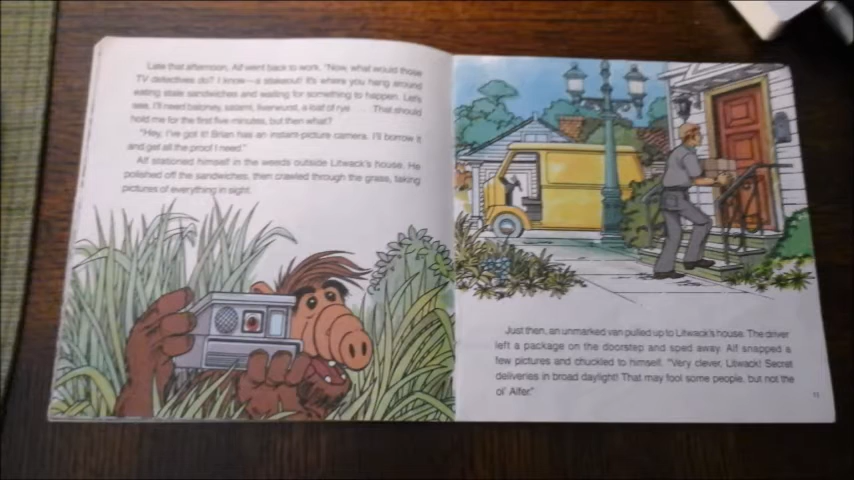 Late that afternoon, Alf went back to work. "Now, what would those
TV detectives do? I know—a stakeout! It's where you hang around
eating stale sandwiches and waiting for something to happen. Let's
see, I'll need baloney, salami, liverwurst, a loaf of rye . . . That should
hold me for the first five minutes, but then what?
"Hey, I've got it! Brian has an instant-picture camera. I'll borrow it
and get all the proof I need."
Alf stationed himself in the weeds outside Litwack's house. He
polished off the sandwiches, then crawled through the grass, taking
pictures of everything in sight.
Just then, an unmarked van pulled up to Litwack's house. The driver
left a package on the doorstep and sped away. Alf snapped a
few pictures and chuckled to himself. "Very clever, Litwack! Secret
deliveries in broad daylight! That may fool some people, but not the
ol' Alfer."
11